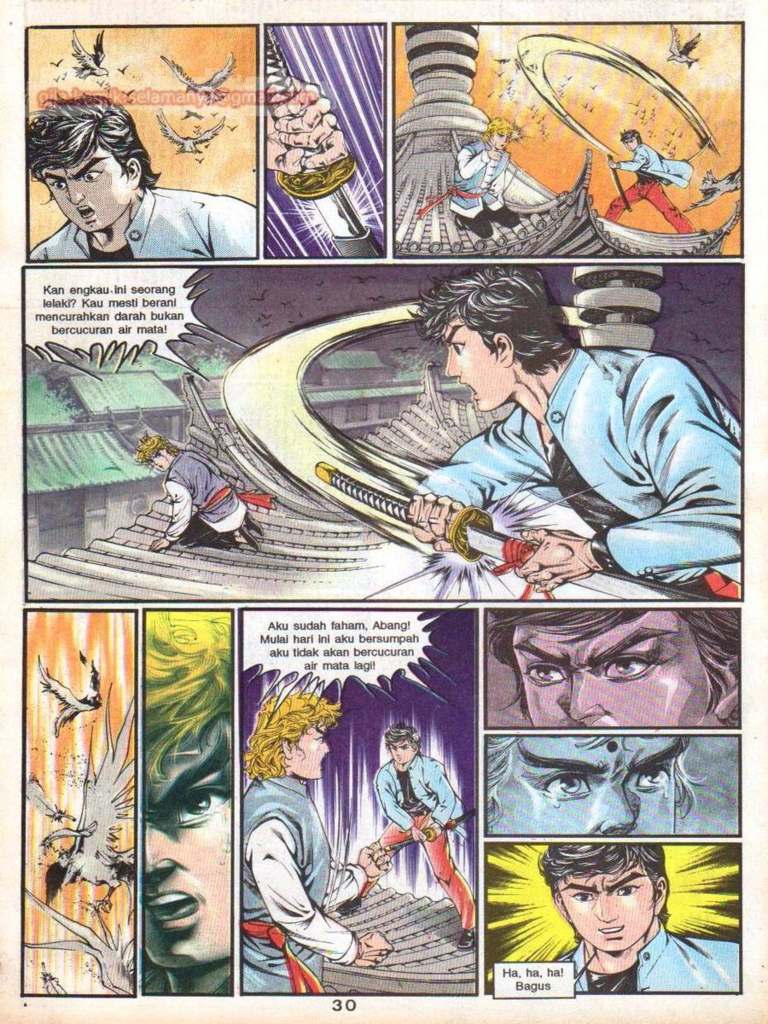 Kan engkau ini seorang
lelaki? Kau mesti berani
mencurahkan darah bukan
bercucuran air mata!
Aku sudah faham, Abang!
Mulai hari ini aku bersumpah
aku tidak akan bercucuran
air mata lagi!
Ha, ha, ha!
Bagus
30